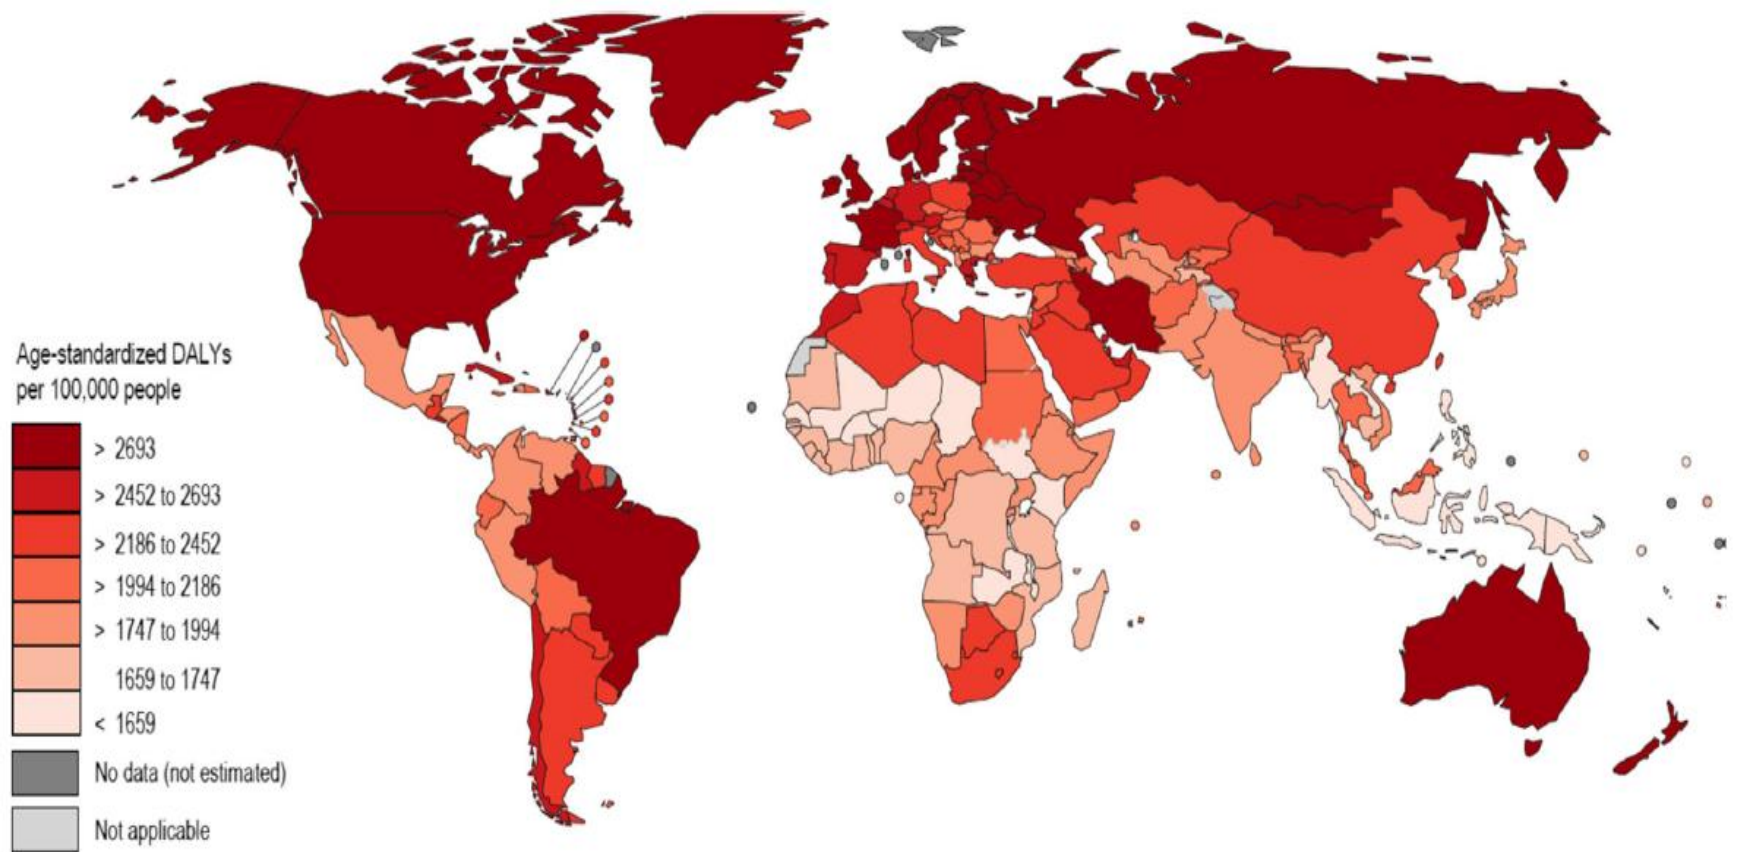 Age-standardized DALYs
per 100,000 people
> 2693
> 2452 to 2693
> 2186 to 2452
> 1994 to 2186
> 1747 to 1994
1659 to 1747
< 1659
No data (not estimated)
Not applicable